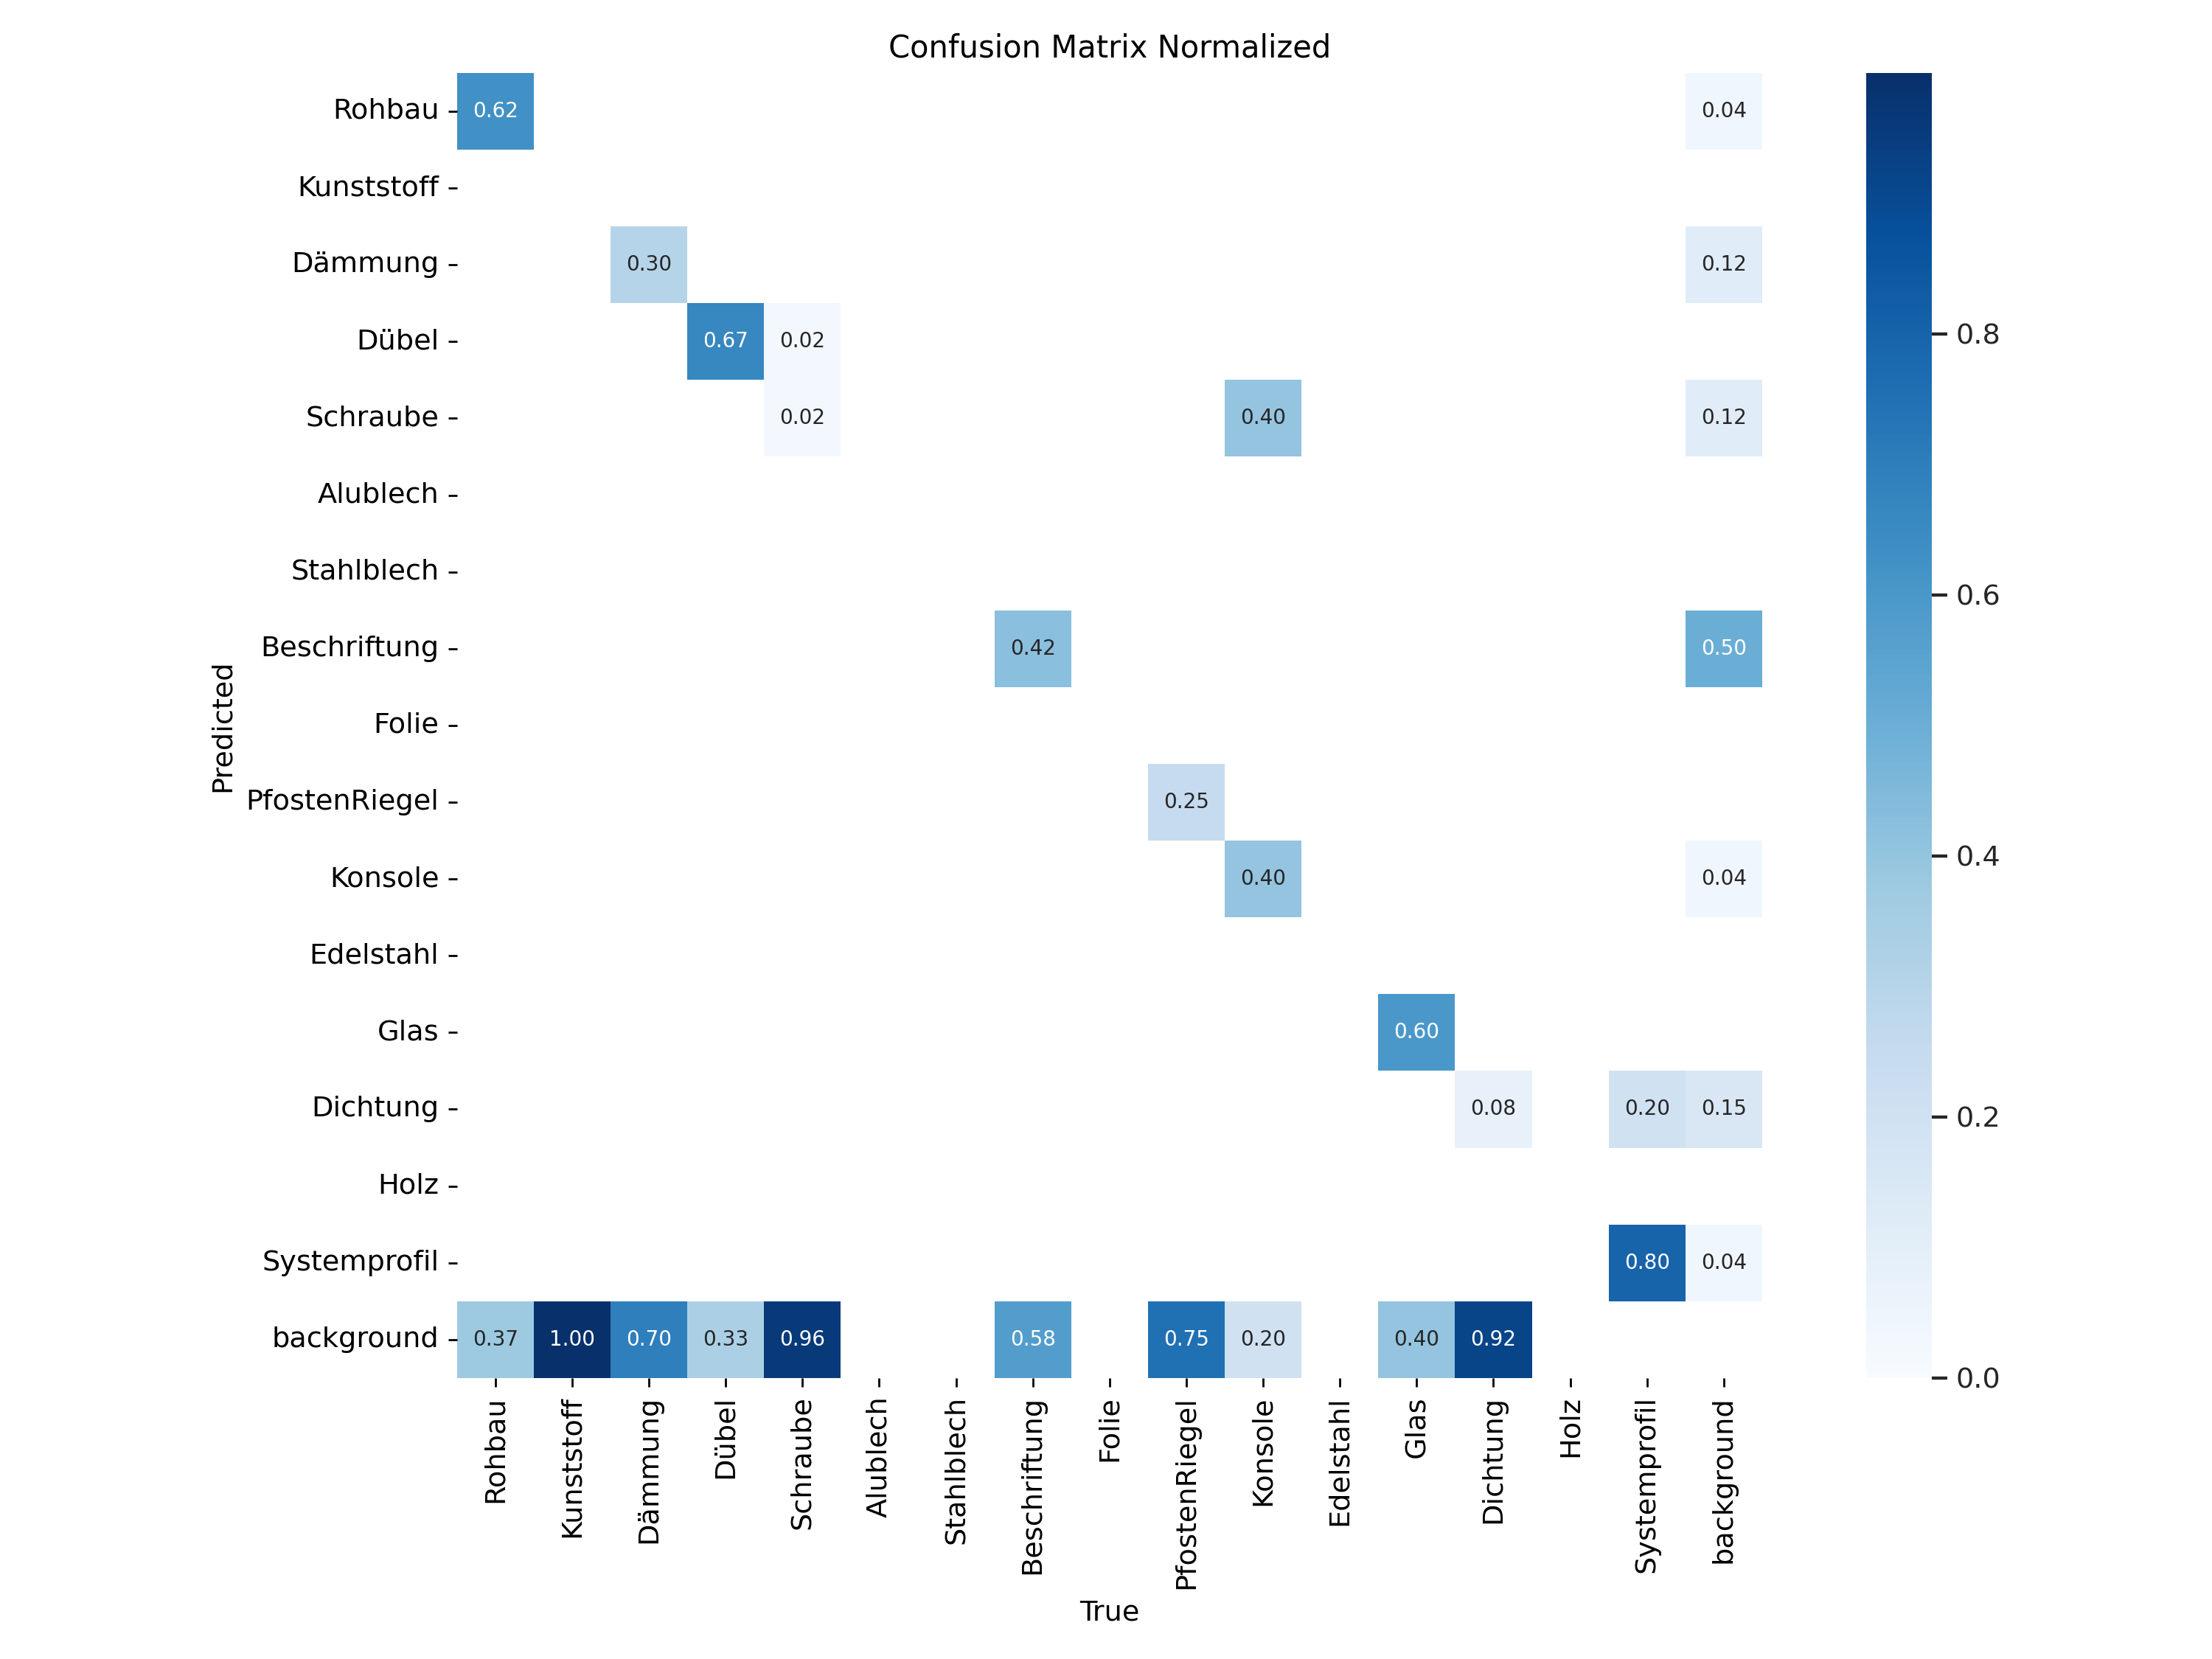 Confusion Matrix Normalized
Rohbau
0.62
0.04
Kunststoff
Dämmung
0.30
0.12
Dübel
0.67
0.02
Schraube
0.02
0.40
0.12
Alublech
Stahlblech
Beschriftung
0.42
0.50
Folie
PfostenRiegel
0.25
Konsole
0.40
0.04
Edelstahl
Glas
0.60
Dichtung
0.08
0.20
0.15
Holz
Systemprofil
0.80
0.04
background
0.37
1.00
0.70
0.33
0.96
0.58
0.75
0.20
0.40
0.92
Predicted
Rohbau
Kunststoff
Dämmung
Dübel
Schraube
Alublech
Stahlblech
Beschriftung
Folie
PfostenRiegel
Konsole
Edelstahl
Glas
Dichtung
Holz
Systemprofil
background
True
0.8
0.6
0.4
0.2
0.0